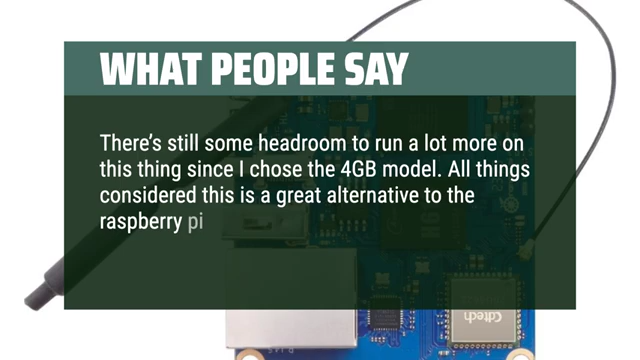 WHAT PEOPLE SAY
There's still some headroom to run a lot more on
this thing since I chose the 4GB model. All things
considered this is a great alternative to the
raspberry pi
Cdtech